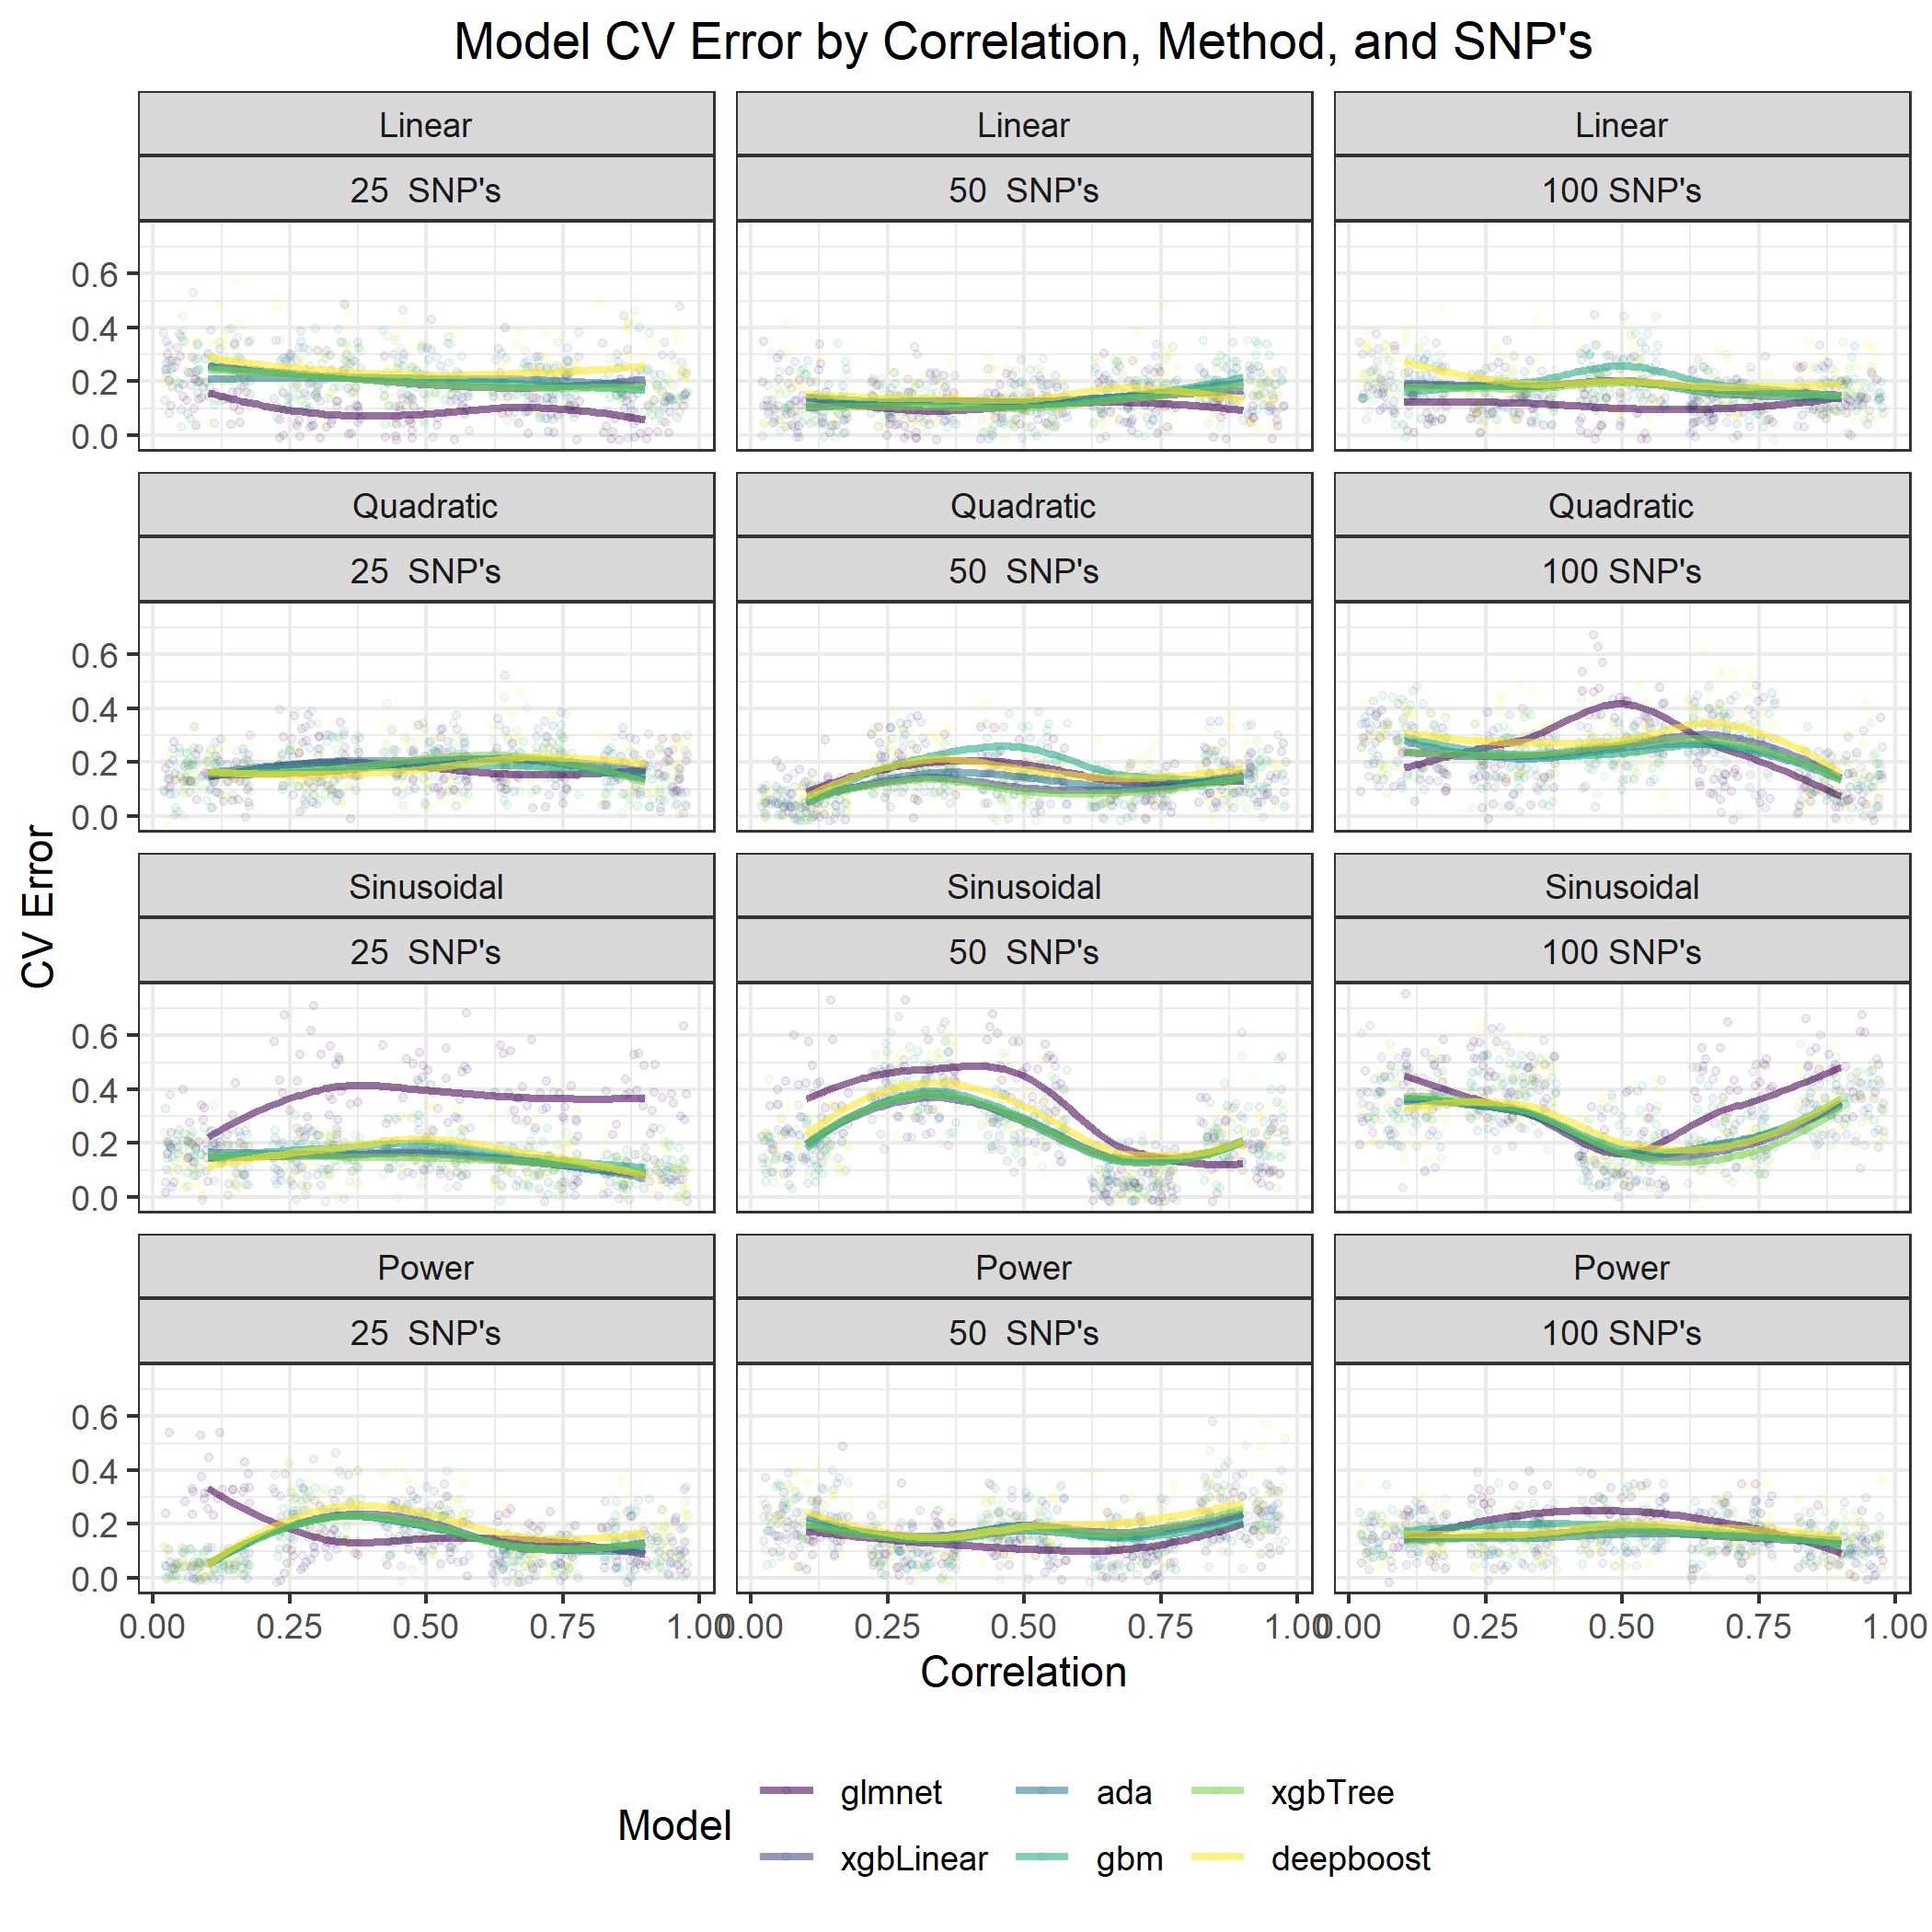 Model CV Error by Correlation, Method, and SNP's
Linear Linear Linear
25  SNP's 50  SNP's 100 SNP's
0.6
0.4
0.2
0.0
Quadratic Quadratic Quadratic
25  SNP's 50  SNP's 100 SNP's
0.6
0.4
0.2
0.0
CV Error
Sinusoidal Sinusoidal Sinusoidal
25  SNP's 50  SNP's 100 SNP's
0.6
0.4
0.2
0.0
Power Power Power
25  SNP's 50  SNP's 100 SNP's
0.6
0.4
0.2
0.0
0.00 0.25 0.50 0.75 1.00 0.00 0.25 0.50 0.75 1.00 0.00 0.25 0.50 0.75 1.00
Correlation
Model
glmnet ada xgbTree
xgbLinear gbm deepboost